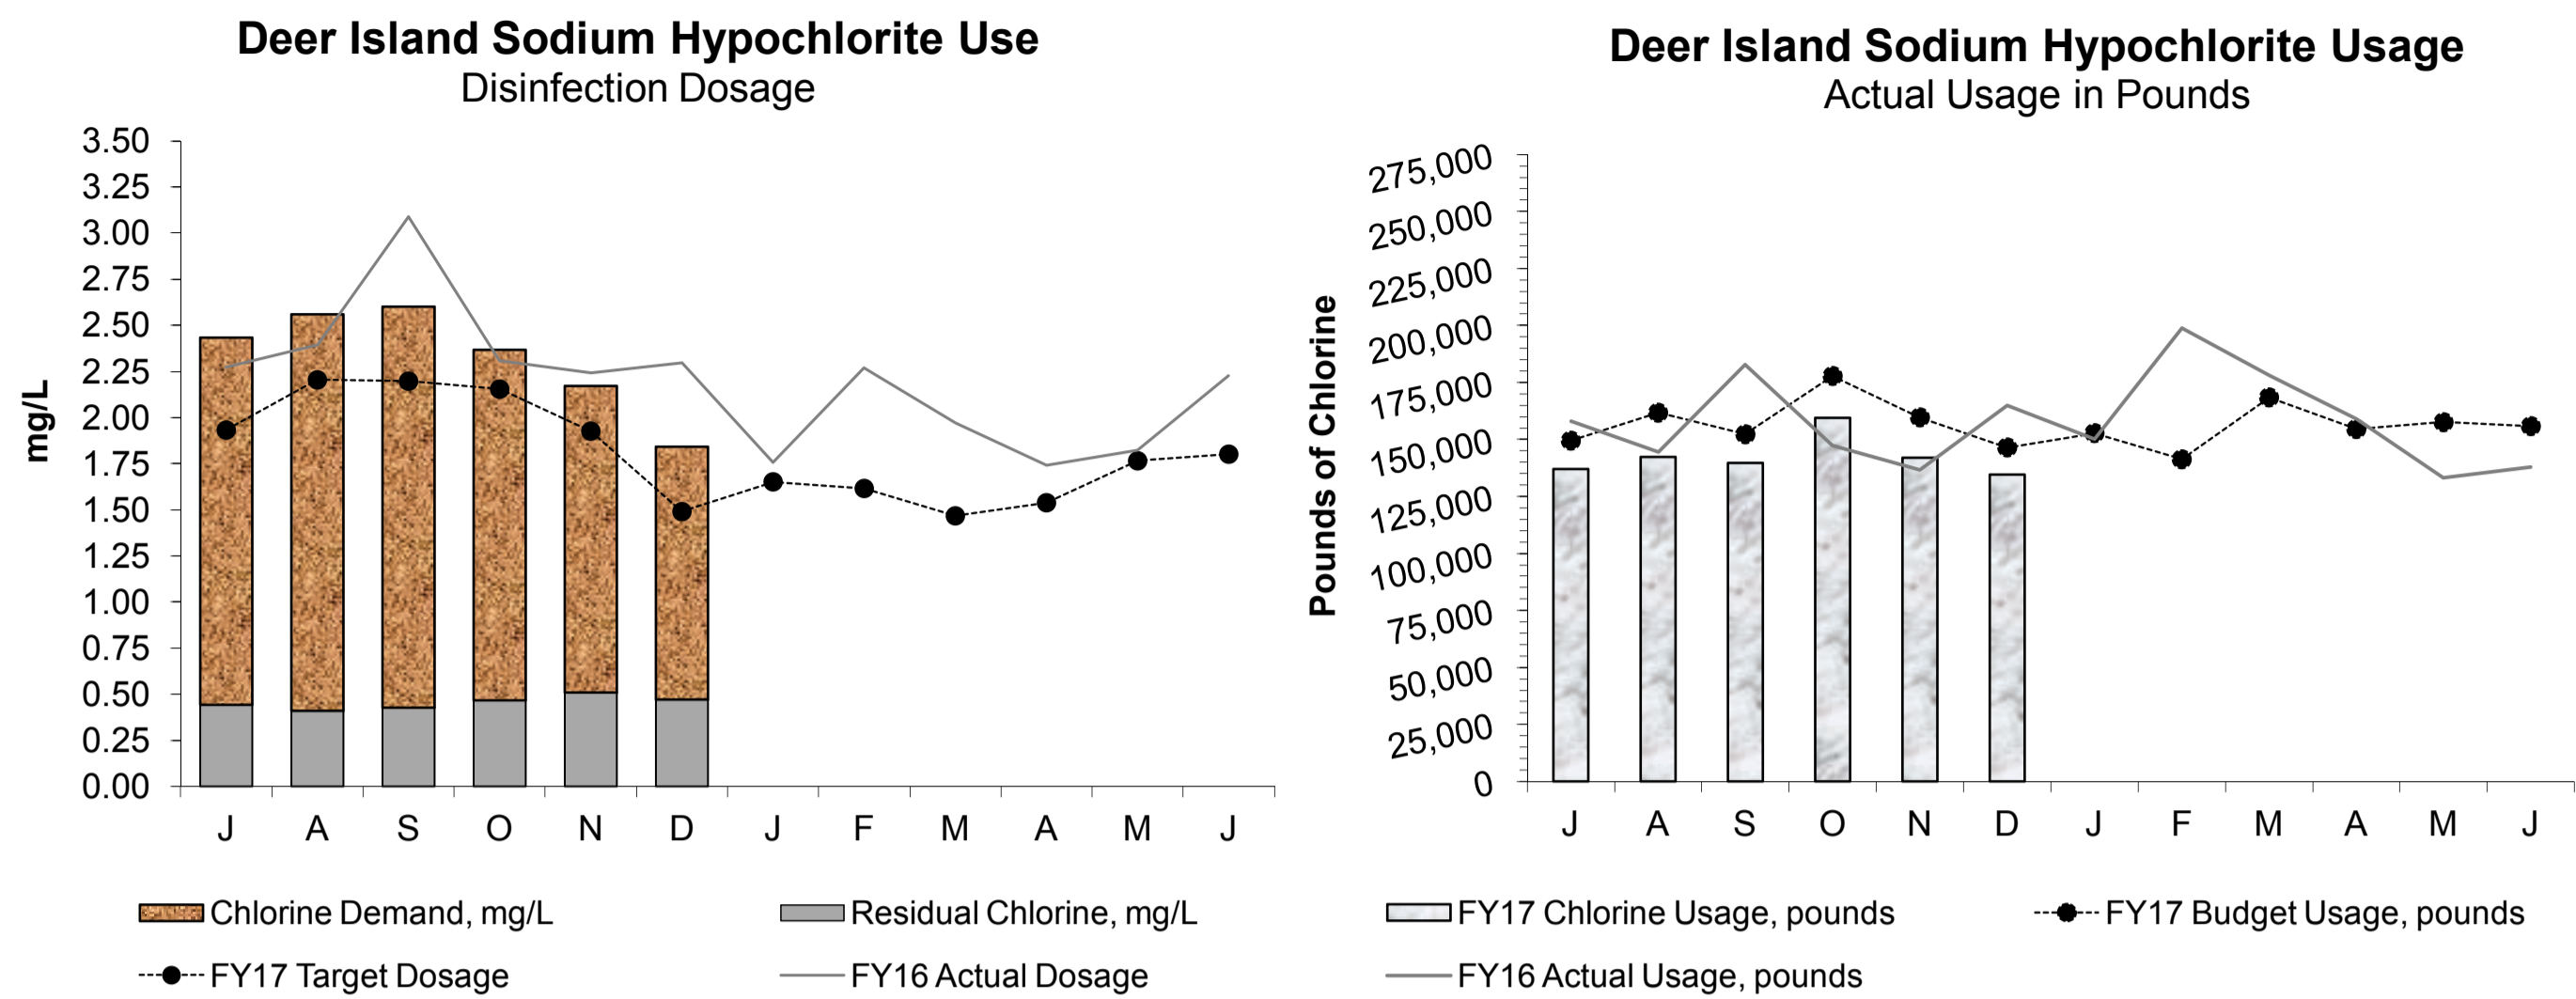 Deer Island Sodium Hypochlorite Use
Disinfection Dosage
3.50
3.25
3.00
2.75
2.50
2.25
2.00
1.75
1.50
1.25
1.00
0.75
0.50
0.25
0.00
mg/L
J A S O N D J F M A M J
Chlorine Demand, mg/L Residual Chlorine, mg/L
FY17 Target Dosage FY16 Actual Dosage
Deer Island Sodium Hypochlorite Usage
Actual Usage in Pounds
275,000
250,000
225,000
200,000
175,000
150,000
125,000
100,000
75,000
50,000
25,000
0
Pounds of Chlorine
J A S O N D J F M A M J
FY17 Chlorine Usage, pounds FY17 Budget Usage, pounds
FY16 Actual Usage, pounds